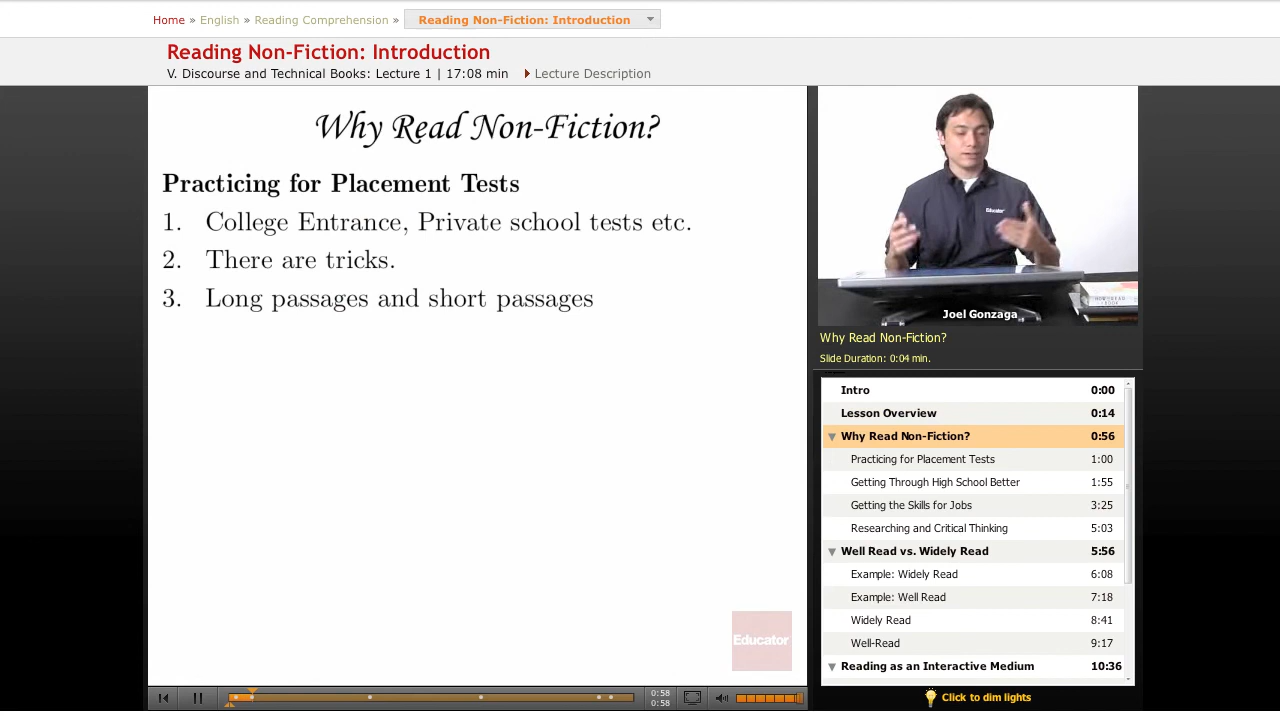 Home » English » Reading Comprehension » Reading Non-Fiction: Introduction
Reading Non-Fiction: Introduction
V. Discourse and Technical Books: Lecture 1 | 17:08 min Lecture Description
Why Read Non-Fiction?
Practicing for Placement Tests
1. College Entrance, Private school tests etc.
2. There are tricks.
3. Long passages and short passages
Educator
0:58
0:58
Educator
Joel Gonzaga
Why Read Non-Fiction?
Slide Duration: 0:04 min.
Intro 0:00
Lesson Overview 0:14
Why Read Non-Fiction? 0:56
Practicing for Placement Tests 1:00
Getting Through High School Better 1:55
Getting the Skills for Jobs 3:25
Researching and Critical Thinking 5:03
Well Read vs. Widely Read 5:56
Example: Widely Read 6:08
Example: Well Read 7:18
Widely Read 8:41
Well-Read 9:17
Reading as an Interactive Medium 10:36
Click to dim lights